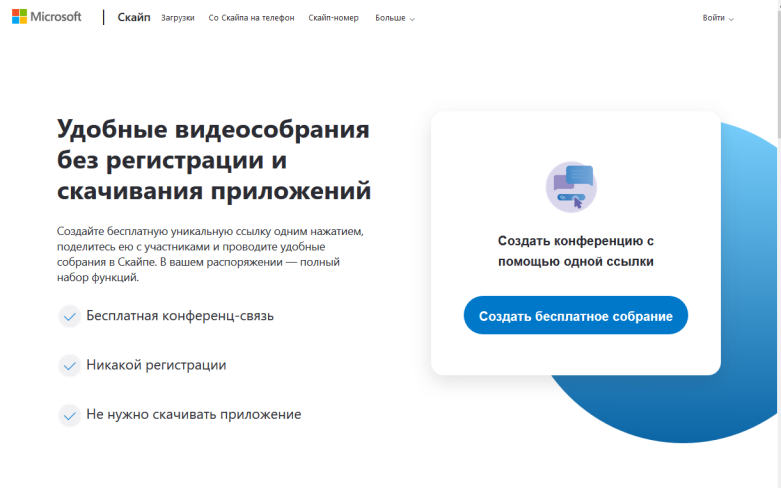 Microsoft Скайп Загрузки Со Скайпа на телефон Скайп-номер Больше Войти
Удобные видеособрания
без регистрации и
скачивания приложений
Создайте бесплатную уникальную ссылку одним нажатием,
поделитесь ею с участниками и проводите удобные
собрания в Скайпе. В вашем распоряжении — полный
набор функций.
Бесплатная конференц-связь
Никакой регистрации
Не нужно скачивать приложение
Создать конференцию с
помощью одной ссылки
Создать бесплатное собрание